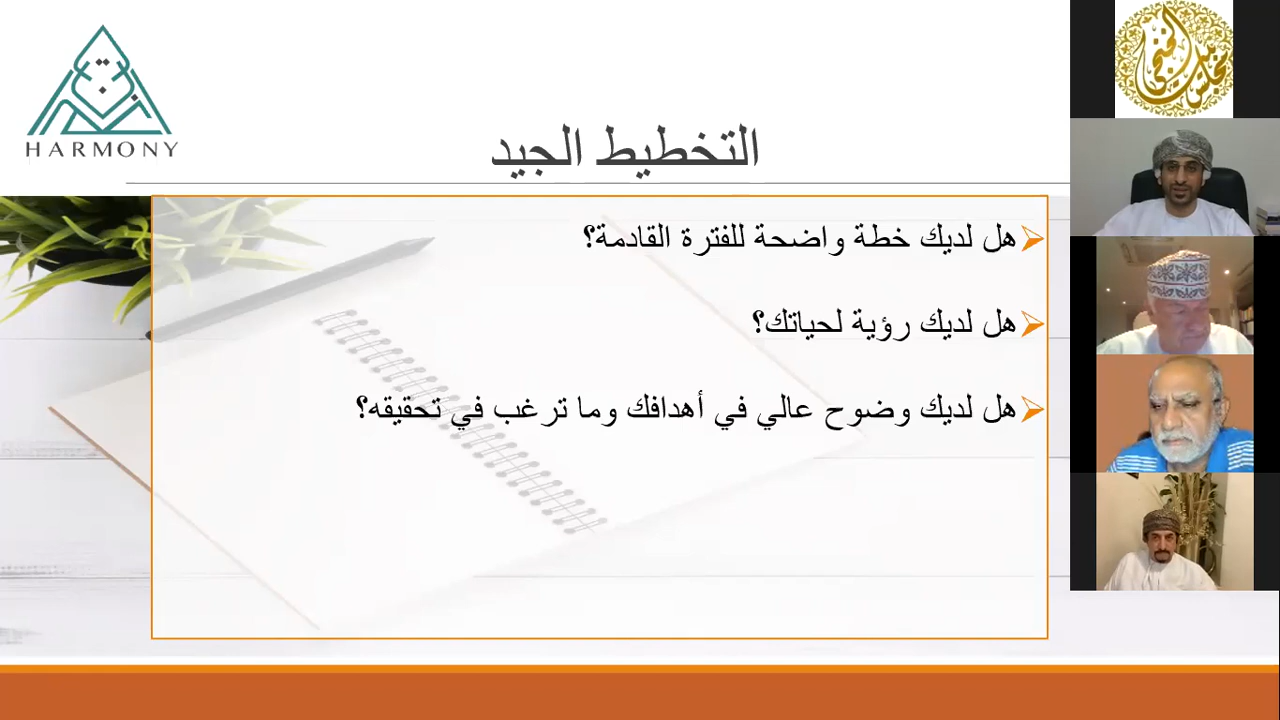 HARMONY
التخطيط الجيد
هل لديك خطة واضحة للفترة القادمة؟
هل لديك رؤية لحياتك؟
هل لديك وضوح عالي في أهدافك وما ترغب في تحقيقه؟